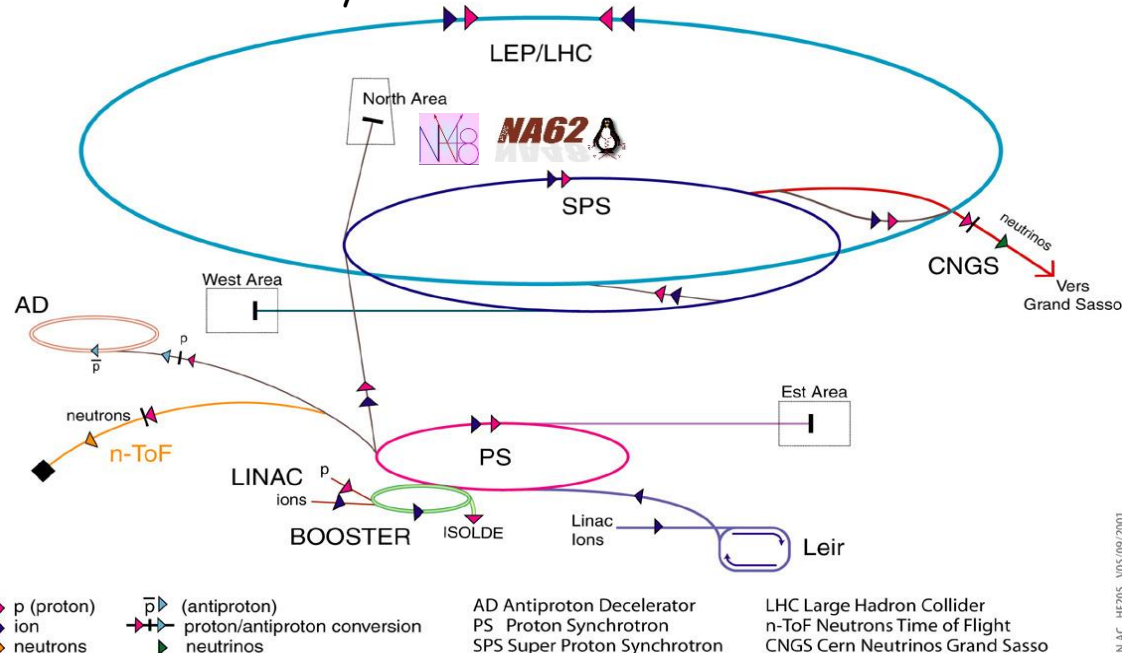 LEP/LHC
North Area
NA62
SPS
neutrinos
CNGS
Vers
Grand Sasso
West Area
AD
p
p̅
neutrons
n-ToF
Est Area
PS
LINAC
p
ions
BOOSTER
ISOLDE
Linac
Ions
Leir
p (proton)
ion
neutrons
p̅ (antiproton)
proton/antiproton conversion
neutrinos
AD Antiproton Decelerator
PS Proton Synchrotron
SPS Super Proton Synchrotron
LHC Large Hadron Collider
n-ToF Neutrons Time of Flight
CNGS Cern Neutrinos Grand Sasso